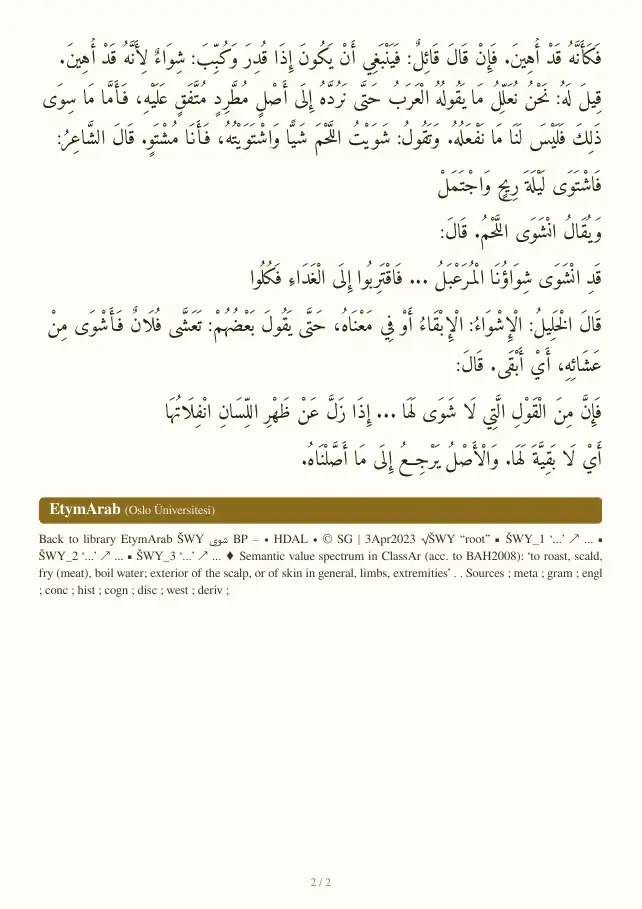 فَكَأَنَّهُ قَدْ أُهِينَ. فَإِنْ قَالَ قَائِلٌ: فَيَنْبَغِي أَنْ يَكُونَ إِذَا قُدِرَ وَكُبِّبَ: شِوَاءٌ لِأَنَّهُ قَدْ أُهِينَ.
قِيلَ لَهُ: نَحْنُ نُعَلِّلُ مَا يَقُولُهُ الْعَرَبُ حَتَّى نَرُدَّهُ إِلَى أَصْلٍ مُطَّرِدٍ مُتَّفَقٍ عَلَيْهِ، فَأَمَّا مَا سِوَى
ذَلِكَ فَلَيْسَ لَنَا مَا نَفْعَلُهُ. وَتَقُولُ: شَوَيْتُ اللَّحْمَ شَيًّا وَاشْتَوَيْتُهُ، فَأَنَا مُشْتَوٍ. قَالَ الشَّاعِرُ:
فَاشْتَوَى لَيْلَةَ رِيحٍ وَاجْتَمَلْ
وَيُقَالُ انْشَوَى اللَّحْمُ. قَالَ:
قَدِ انْشَوَى شِوَاؤُنَا الْمُرَعْبَلُ ... فَاقْتَرِبُوا إِلَى الْغَدَاءِ فَكُلُوا
قَالَ الْخَلِيلُ: الْإِشْوَاءُ: الْإِبْقَاءُ أَوْ فِي مَعْنَاهُ، حَتَّى يَقُولَ بَعْضُهُمْ: تَعَشَّى فُلَانٌ فَأَشْوَى مِنْ
عَشَائِهِ، أَيْ أَبْقَى. قَالَ:
فَإِنَّ مِنَ الْقَوْلِ الَّتِي لَا شَوَى لَهَا ... إِذَا زَلَّ عَنْ ظَهْرِ اللِّسَانِ انْفِلَاتُهَا
أَيْ لَا بَقِيَّةَ لَهَا. وَالْأَصْلُ يَرْجِعُ إِلَى مَا أَصَّلْنَاهُ.
EtymArab (Oslo Üniversitesi)
Back to library EtymArab ŠWY شوي BP – • HDAL • © SG | 3Apr2023 √ŠWY “root” ▪ ŠWY_1 ‘...’ ↗ ... ▪
ŠWY_2 ‘...’ ↗ ... ▪ ŠWY_3 ‘...’ ↗ ... ♦ Semantic value spectrum in ClassAr (acc. to BAH2008): ‘to roast, scald,
fry (meat), boil water; exterior of the scalp, or of skin in general, limbs, extremities’ . . Sources ; meta ; gram ; engl
; conc ; hist ; cogn ; disc ; west ; deriv ;
2 / 2